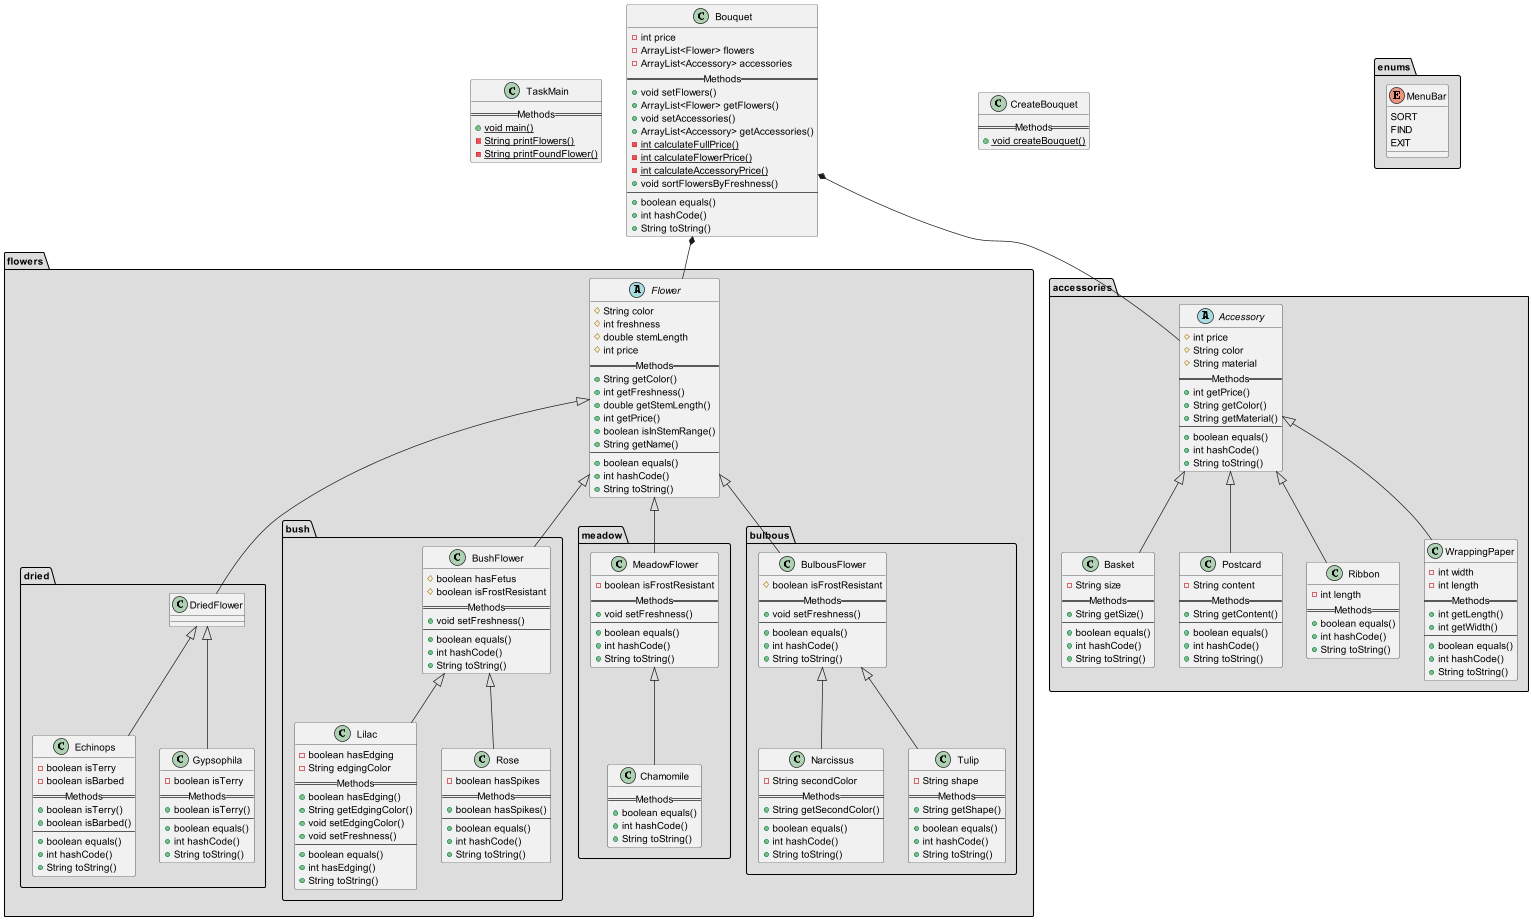 C Bouquet
int price
ArrayList<Flower> flowers
ArrayList<Accessory> accessories
Methods
void setFlowers()
ArrayList<Flower> getFlowers()
void setAccessories()
ArrayList<Accessory> getAccessories()
int calculateFullPrice()
int calculateFlowerPrice()
int calculateAccessoryPrice()
void sortFlowersByFreshness()
boolean equals()
int hashCode()
String toString()
C TaskMain
Methods
void main()
String printFlowers()
String printFoundFlower()
C CreateBouquet
Methods
void createBouquet()
enums
E MenuBar
SORT
FIND
EXIT
flowers
A Flower
String color
int freshness
double stemLength
int price
Methods
String getColor()
int getFreshness()
double getStemLength()
int getPrice()
boolean isInStemRange()
String getName()
boolean equals()
int hashCode()
String toString()
dried
C DriedFlower
C Echinops
boolean isTerry
boolean isBarbed
Methods
boolean isTerry()
boolean isBarbed()
boolean equals()
int hashCode()
String toString()
C Gypsophila
boolean isTerry
Methods
boolean isTerry()
boolean equals()
int hashCode()
String toString()
bush
C BushFlower
boolean hasFetus
boolean isFrostResistant
Methods
void setFreshness()
boolean equals()
int hashCode()
String toString()
C Lilac
boolean hasEdging
String edgingColor
Methods
boolean hasEdging()
String getEdgingColor()
void setEdgingColor()
void setFreshness()
boolean equals()
int hasEdging()
String toString()
C Rose
boolean hasSpikes
Methods
boolean hasSpikes()
boolean equals()
int hashCode()
String toString()
meadow
C MeadowFlower
boolean isFrostResistant
Methods
void setFreshness()
boolean equals()
int hashCode()
String toString()
C Chamomile
Methods
boolean equals()
int hashCode()
String toString()
bulbous
C BulbousFlower
boolean isFrostResistant
Methods
void setFreshness()
boolean equals()
int hashCode()
String toString()
C Narcissus
String secondColor
Methods
String getSecondColor()
boolean equals()
int hashCode()
String toString()
C Tulip
String shape
Methods
String getShape()
boolean equals()
int hashCode()
String toString()
accessories
A Accessory
int price
String color
String material
Methods
int getPrice()
String getColor()
String getMaterial()
boolean equals()
int hashCode()
String toString()
C Basket
String size
Methods
String getSize()
boolean equals()
int hashCode()
String toString()
C Postcard
String content
Methods
String getContent()
boolean equals()
int hashCode()
String toString()
C Ribbon
int length
Methods
boolean equals()
int hashCode()
String toString()
C WrappingPaper
int width
int length
Methods
int getLength()
int getWidth()
boolean equals()
int hashCode()
String toString()